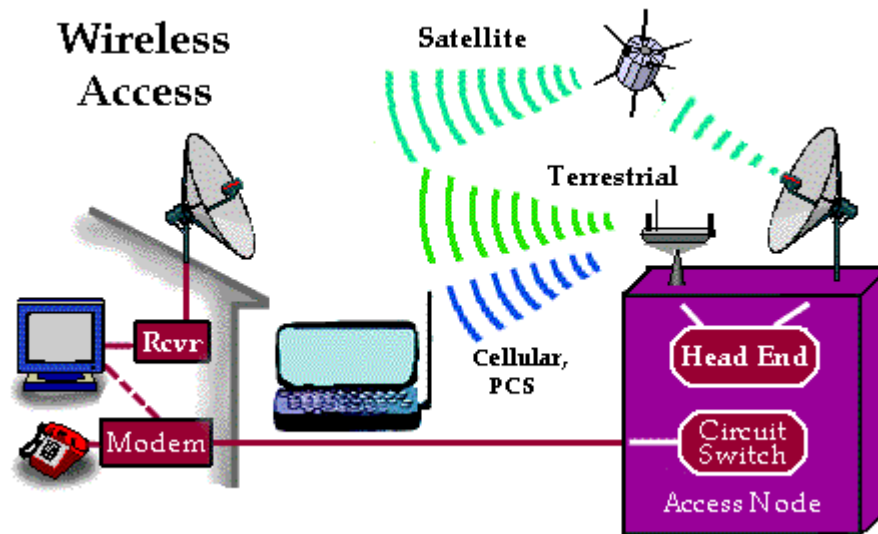 Wireless
Access
Satellite
Terrestrial
Rcvr
Cellular,
PCS
Head End
Modem
Circuit
Switch
Access Node